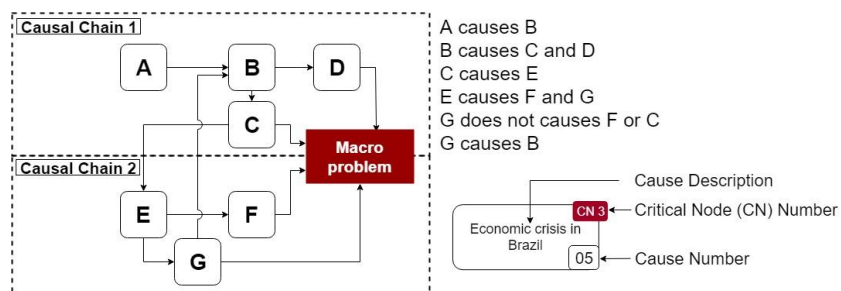 Causal Chain 1
A
B
D
C
Macro
problem
Causal Chain 2
E
F
G
A causes B
B causes C and D
C causes E
E causes F and G
G does not causes F or C
G causes B
Cause Description
CN 3
Critical Node (CN) Number
Economic crisis in
Brazil
05
Cause Number